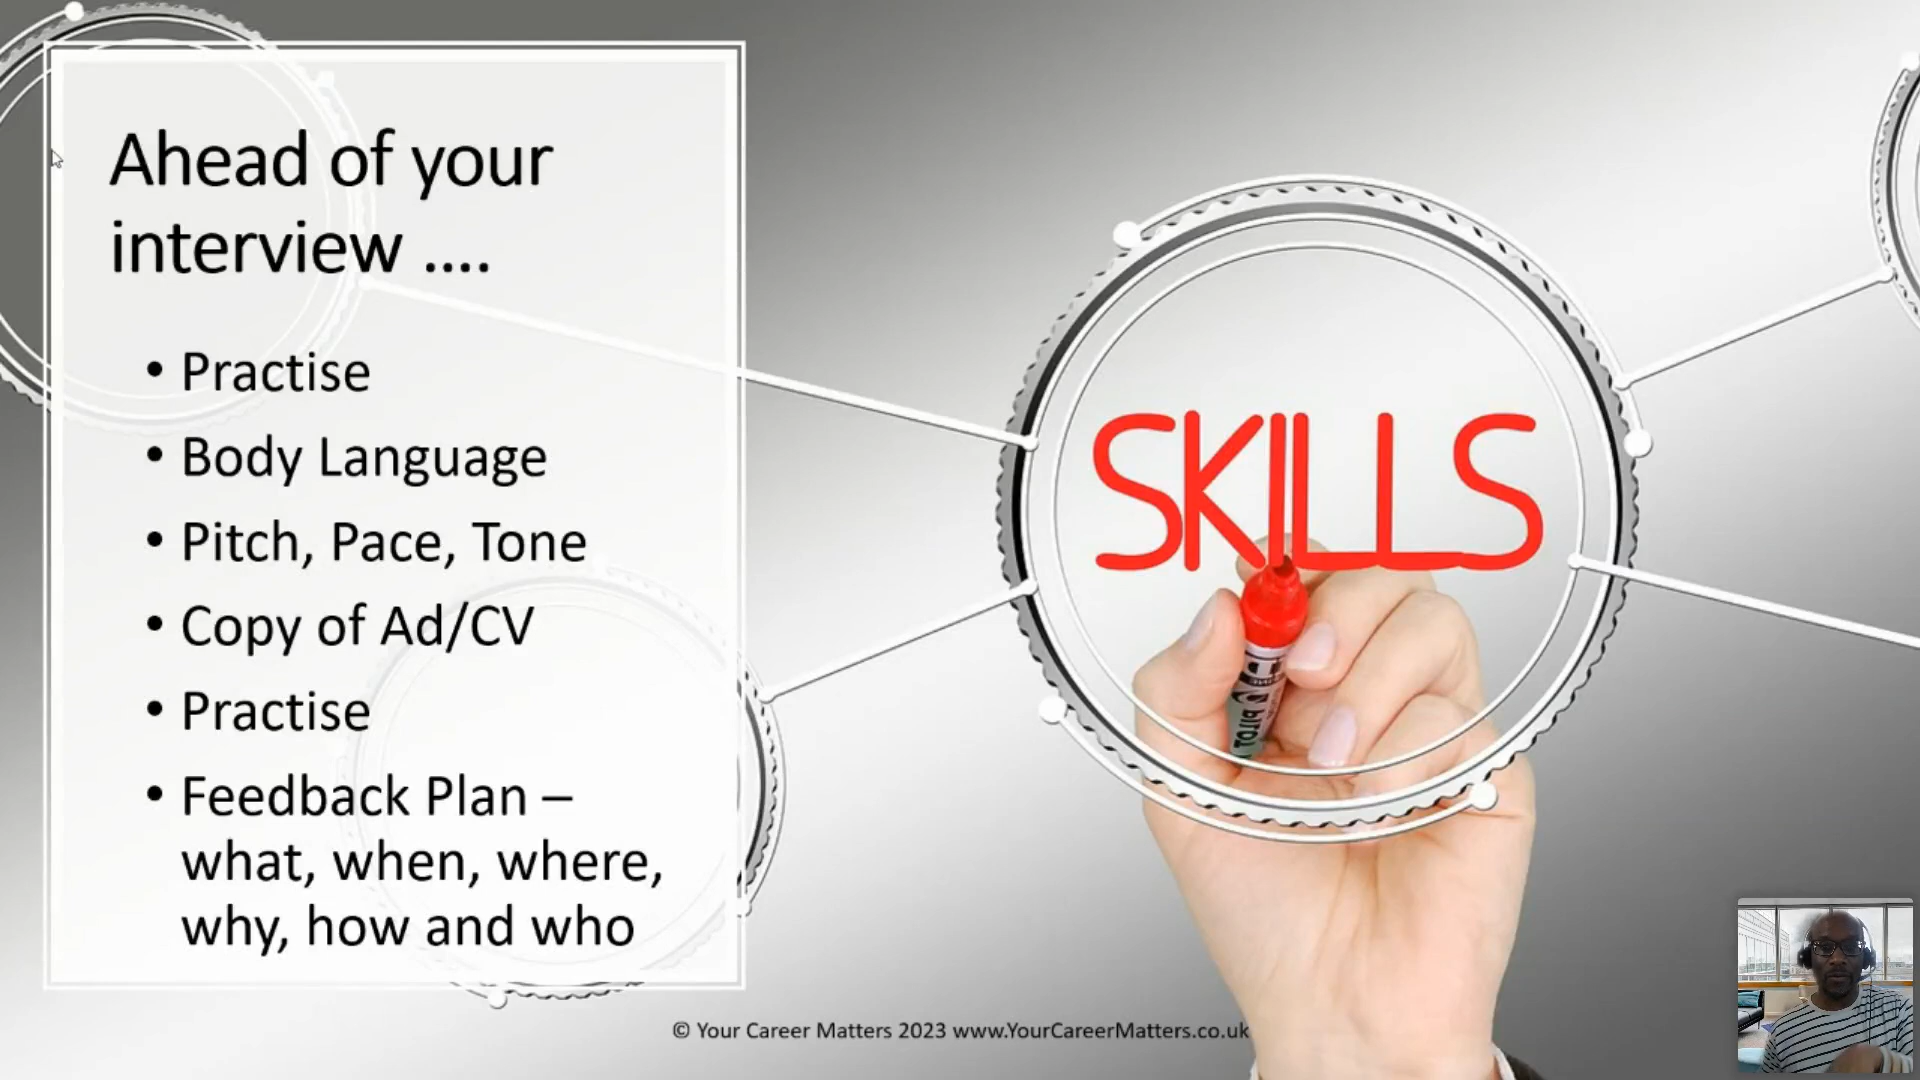 Ahead of your
interview ....
• Practise
• Body Language
• Pitch, Pace, Tone
• Copy of Ad/CV
• Practise
• Feedback Plan –
what, when, where,
why, how and who
SKILLS
PILOT
© Your Career Matters 2023 www.YourCareerMatters.co.uk